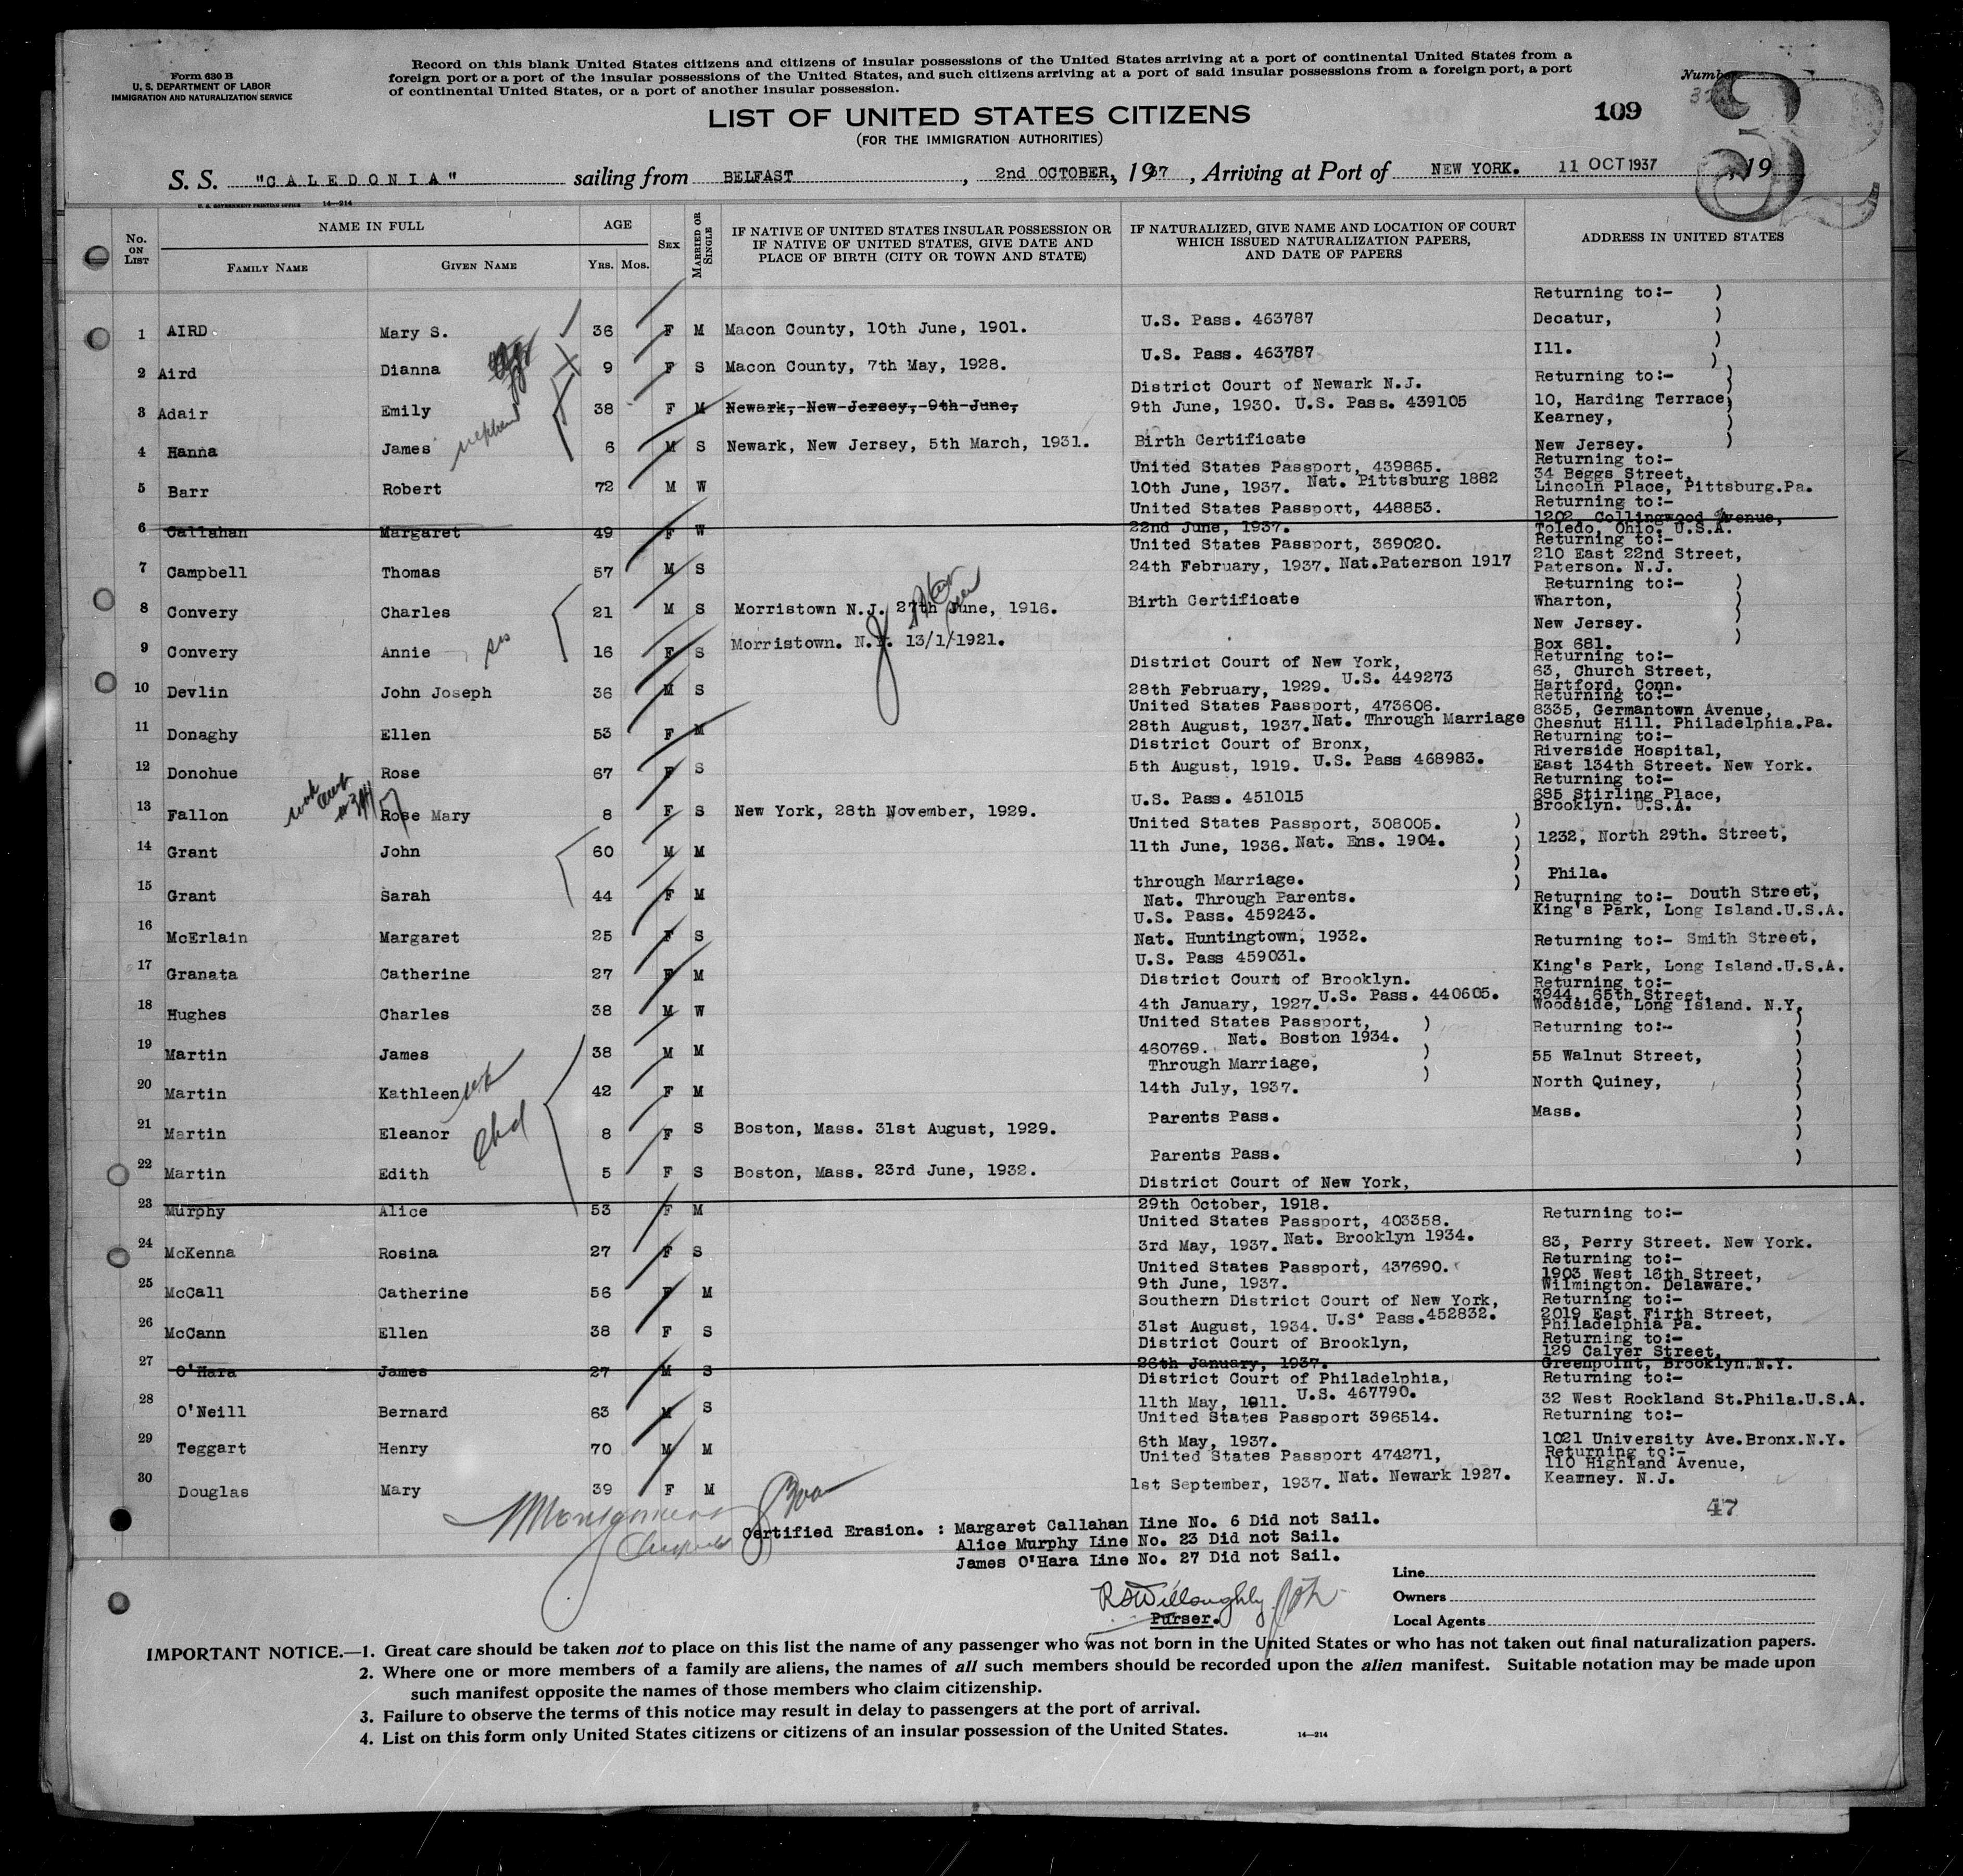 Form 630 B
U. S. DEPARTMENT OF LABOR
IMMIGRATION AND NATURALIZATION SERVICE
Record on this blank United States citizens and citizens of insular possessions of the United States arriving at a port of continental United States from a
foreign port or a port of the insular possessions of the United States, and such citizens arriving at a port of said insular possessions from a foreign port, a port
of continental United States, or a port of another insular possession.
Number
3
LIST OF UNITED STATES CITIZENS
109
(FOR THE IMMIGRATION AUTHORITIES)
S. S. "CALEDONIA" sailing from BELFAST, 2nd OCTOBER, 1937, Arriving at Port of NEW YORK. 11 OCT 1937, 19
U. S. GOVERNMENT PRINTING OFFICE 14—214
No. ON LIST
NAME IN FULL
FAMILY NAME
GIVEN NAME
AGE
YRS. MOS.
SEX
MARRIED OR SINGLE
IF NATIVE OF UNITED STATES INSULAR POSSESSION OR
IF NATIVE OF UNITED STATES, GIVE DATE AND
PLACE OF BIRTH (CITY OR TOWN AND STATE)
IF NATURALIZED, GIVE NAME AND LOCATION OF COURT
WHICH ISSUED NATURALIZATION PAPERS,
AND DATE OF PAPERS
ADDRESS IN UNITED STATES
Returning to:-
1 AIRD Mary S. 36 F M Macon County, 10th June, 1901. U.S. Pass. 463787 Decatur,
2 Aird Dianna 9 F S Macon County, 7th May, 1928. U.S. Pass. 463787 Ill.
District Court of Newark N.J. Returning to:-
3 Adair Emily 38 F M Newark, New Jersey, 9th June, 9th June, 1930. U.S. Pass. 439105 10, Harding Terrace,
Kearney,
nephew
4 Hanna James 6 M S Newark, New Jersey, 5th March, 1931. Birth Certificate New Jersey.
United States Passport, 439865. Returning to:-
34 Beggs Street,
5 Barr Robert 72 M W 10th June, 1937. Nat. Pittsburg 1882 Lincoln Place, Pittsburg.Pa.
United States Passport, 448853. Returning to:-
1202 Collingwood Avenue,
6 Callahan Margaret 49 F W 22nd June, 1937. Toledo, Ohio. U.S.A.
United States Passport, 369020. Returning to:-
210 East 22nd Street,
7 Campbell Thomas 57 M S 24th February, 1937. Nat.Paterson 1917 Paterson. N.J.
Returning to:-
8 Convery Charles 21 M S Morristown N.J. 27th June, 1916. Birth Certificate Wharton,
New Jersey.
9 Convery Annie sis 16 F S Morristown. N.J. 13/1/1921. Box 681.
District Court of New York, Returning to:-
63, Church Street,
10 Devlin John Joseph 36 M S 28th February, 1929. U.S. 449273 Hartford, Conn.
United States Passport, 473606. Returning to:-
8335, Germantown Avenue,
11 Donaghy Ellen 53 F M 28th August, 1937. Nat. Through Marriage Chesnut Hill. Philadelphia.Pa.
District Court of Bronx, Returning to:-
Riverside Hospital,
12 Donohue Rose 67 F S 5th August, 1919. U.S. Pass 468983. East 134th Street. New York.
Returning to:-
685 Stirling Place,
13 Fallon Rose Mary 8 F S New York, 28th November, 1929. U.S. Pass. 451015 Brooklyn. U.S.A.
United States Passport, 308005.
14 Grant John 60 M M 11th June, 1936. Nat. Ens. 1904. 1232, North 29th. Street,
15 Grant Sarah 44 F M through Marriage. Phila.
Nat. Through Parents. Returning to:- Douth Street,
16 McErlain Margaret 25 F S U.S. Pass. 459243. King's Park, Long Island.U.S.A.
Nat. Huntingtown, 1932. Returning to:- Smith Street,
17 Granata Catherine 27 F M U.S. Pass 459031. King's Park, Long Island.U.S.A.
District Court of Brooklyn. Returning to:-
3944, 65th Street,
18 Hughes Charles 38 M W 4th January, 1927. U.S. Pass. 440605. Woodside, Long Island. N.Y.
United States Passport, Returning to:-
19 Martin James 38 M M 460769. Nat. Boston 1934. 55 Walnut Street,
Through Marriage,
20 Martin Kathleen 42 F M 14th July, 1937. North Quiney,
21 Martin Eleanor 8 F S Boston, Mass. 31st August, 1929. Parents Pass. Mass.
22 Martin Edith 5 F S Boston, Mass. 23rd June, 1932. Parents Pass.
District Court of New York,
23 Murphy Alice 53 F M 29th October, 1918. Returning to:-
United States Passport, 403358.
24 McKenna Rosina 27 F S 3rd May, 1937. Nat. Brooklyn 1934. 83, Perry Street. New York.
United States Passport, 437690. Returning to:-
1903 West 16th Street,
25 McCall Catherine 56 F M 9th June, 1937. Wilmington. Delaware.
Southern District Court of New York, Returning to:-
2019 East Firth Street,
26 McCann Ellen 38 F S 31st August, 1934. U.S. Pass.452832. Philadelphia Pa.
District Court of Brooklyn, Returning to:-
129 Calyer Street,
27 O'Hara James 27 M S 26th January, 1937. Greenpoint, Brooklyn.N.Y.
District Court of Philadelphia, Returning to:-
28 O'Neill Bernard 63 M S 11th May, 1911. U.S. 467790. 32 West Rockland St.Phila.U.S.A.
United States Passport 396514. Returning to:-
29 Teggart Henry 70 M M 6th May, 1937. 1021 University Ave.Bronx.N.Y.
United States Passport 474271, Returning to:-
110 Highland Avenue,
30 Douglas Mary 39 F M 1st September, 1937. Nat. Newark 1927. Kearney. N.J.
47
Certified Erasion. : Margaret Callahan Line No. 6 Did not Sail.
Alice Murphy Line No. 23 Did not Sail.
James O'Hara Line No. 27 Did not Sail.
Line
R S Willoughby
Owners
Purser.
Local Agents
IMPORTANT NOTICE.—1. Great care should be taken not to place on this list the name of any passenger who was not born in the United States or who has not taken out final naturalization papers.
2. Where one or more members of a family are aliens, the names of all such members should be recorded upon the alien manifest. Suitable notation may be made upon
such manifest opposite the names of those members who claim citizenship.
3. Failure to observe the terms of this notice may result in delay to passengers at the port of arrival.
4. List on this form only United States citizens or citizens of an insular possession of the United States. 14—214